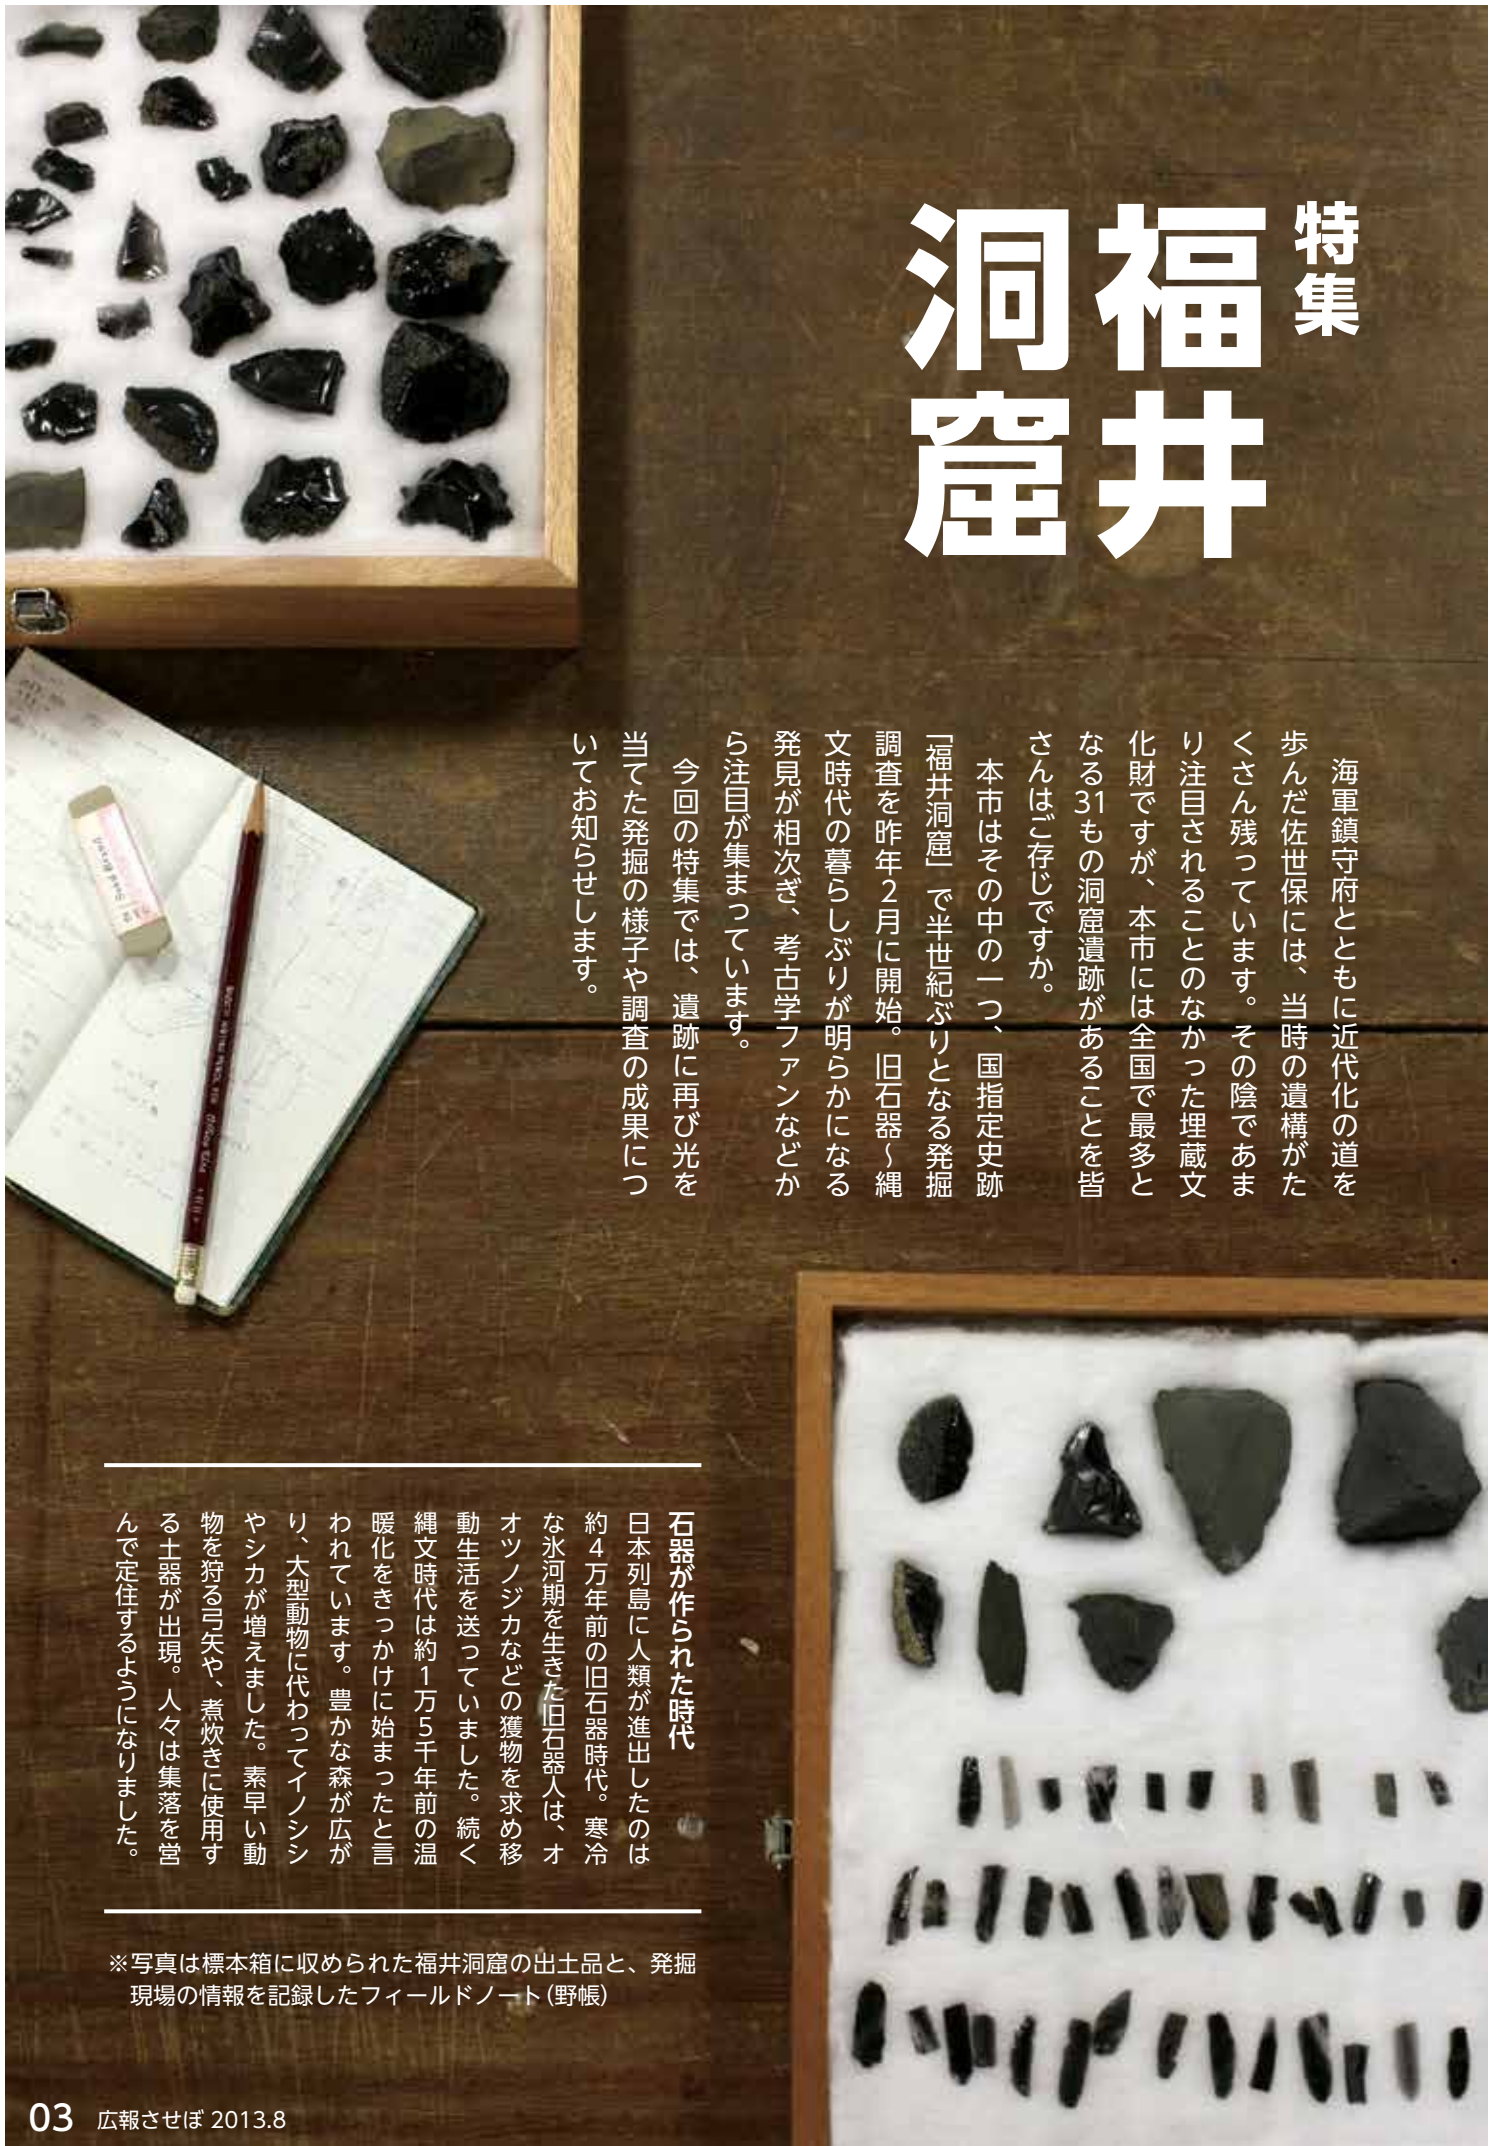 特集
福井
洞窟
海軍鎮守府とともに近代化の道を
歩んだ佐世保には、当時の遺構がた
くさん残っています。その陰であま
り注目されることのなかった埋蔵文
化財ですが、本市には全国で最多と
なる31もの洞窟遺跡があることを皆
さんはご存じですか。
本市はその中の一つ、国指定史跡
「福井洞窟」で半世紀ぶりとなる発掘
調査を昨年2月に開始。旧石器〜縄
文時代の暮らしぶりが明らかになる
発見が相次ぎ、考古学ファンなどか
ら注目が集まっています。
今回の特集では、遺跡に再び光を
当てた発掘の様子や調査の成果につ
いてお知らせします。
石器が作られた時代
日本列島に人類が進出したのは
約4万年前の旧石器時代。寒冷
な氷河期を生きた旧石器人は、オ
オツノジカなどの獲物を求め移
動生活を送っていました。続く
縄文時代は約1万5千年前の温
暖化をきっかけに始まったと言
われています。豊かな森が広が
り、大型動物に代わってイノシシ
やシカが増えました。素早い動
物を狩る弓矢や、煮炊きに使用す
る土器が出現。人々は集落を営
んで定住するようになりました。
※写真は標本箱に収められた福井洞窟の出土品と、発掘
現場の情報を記録したフィールドノート(野帳)
03 広報させぼ 2013.8